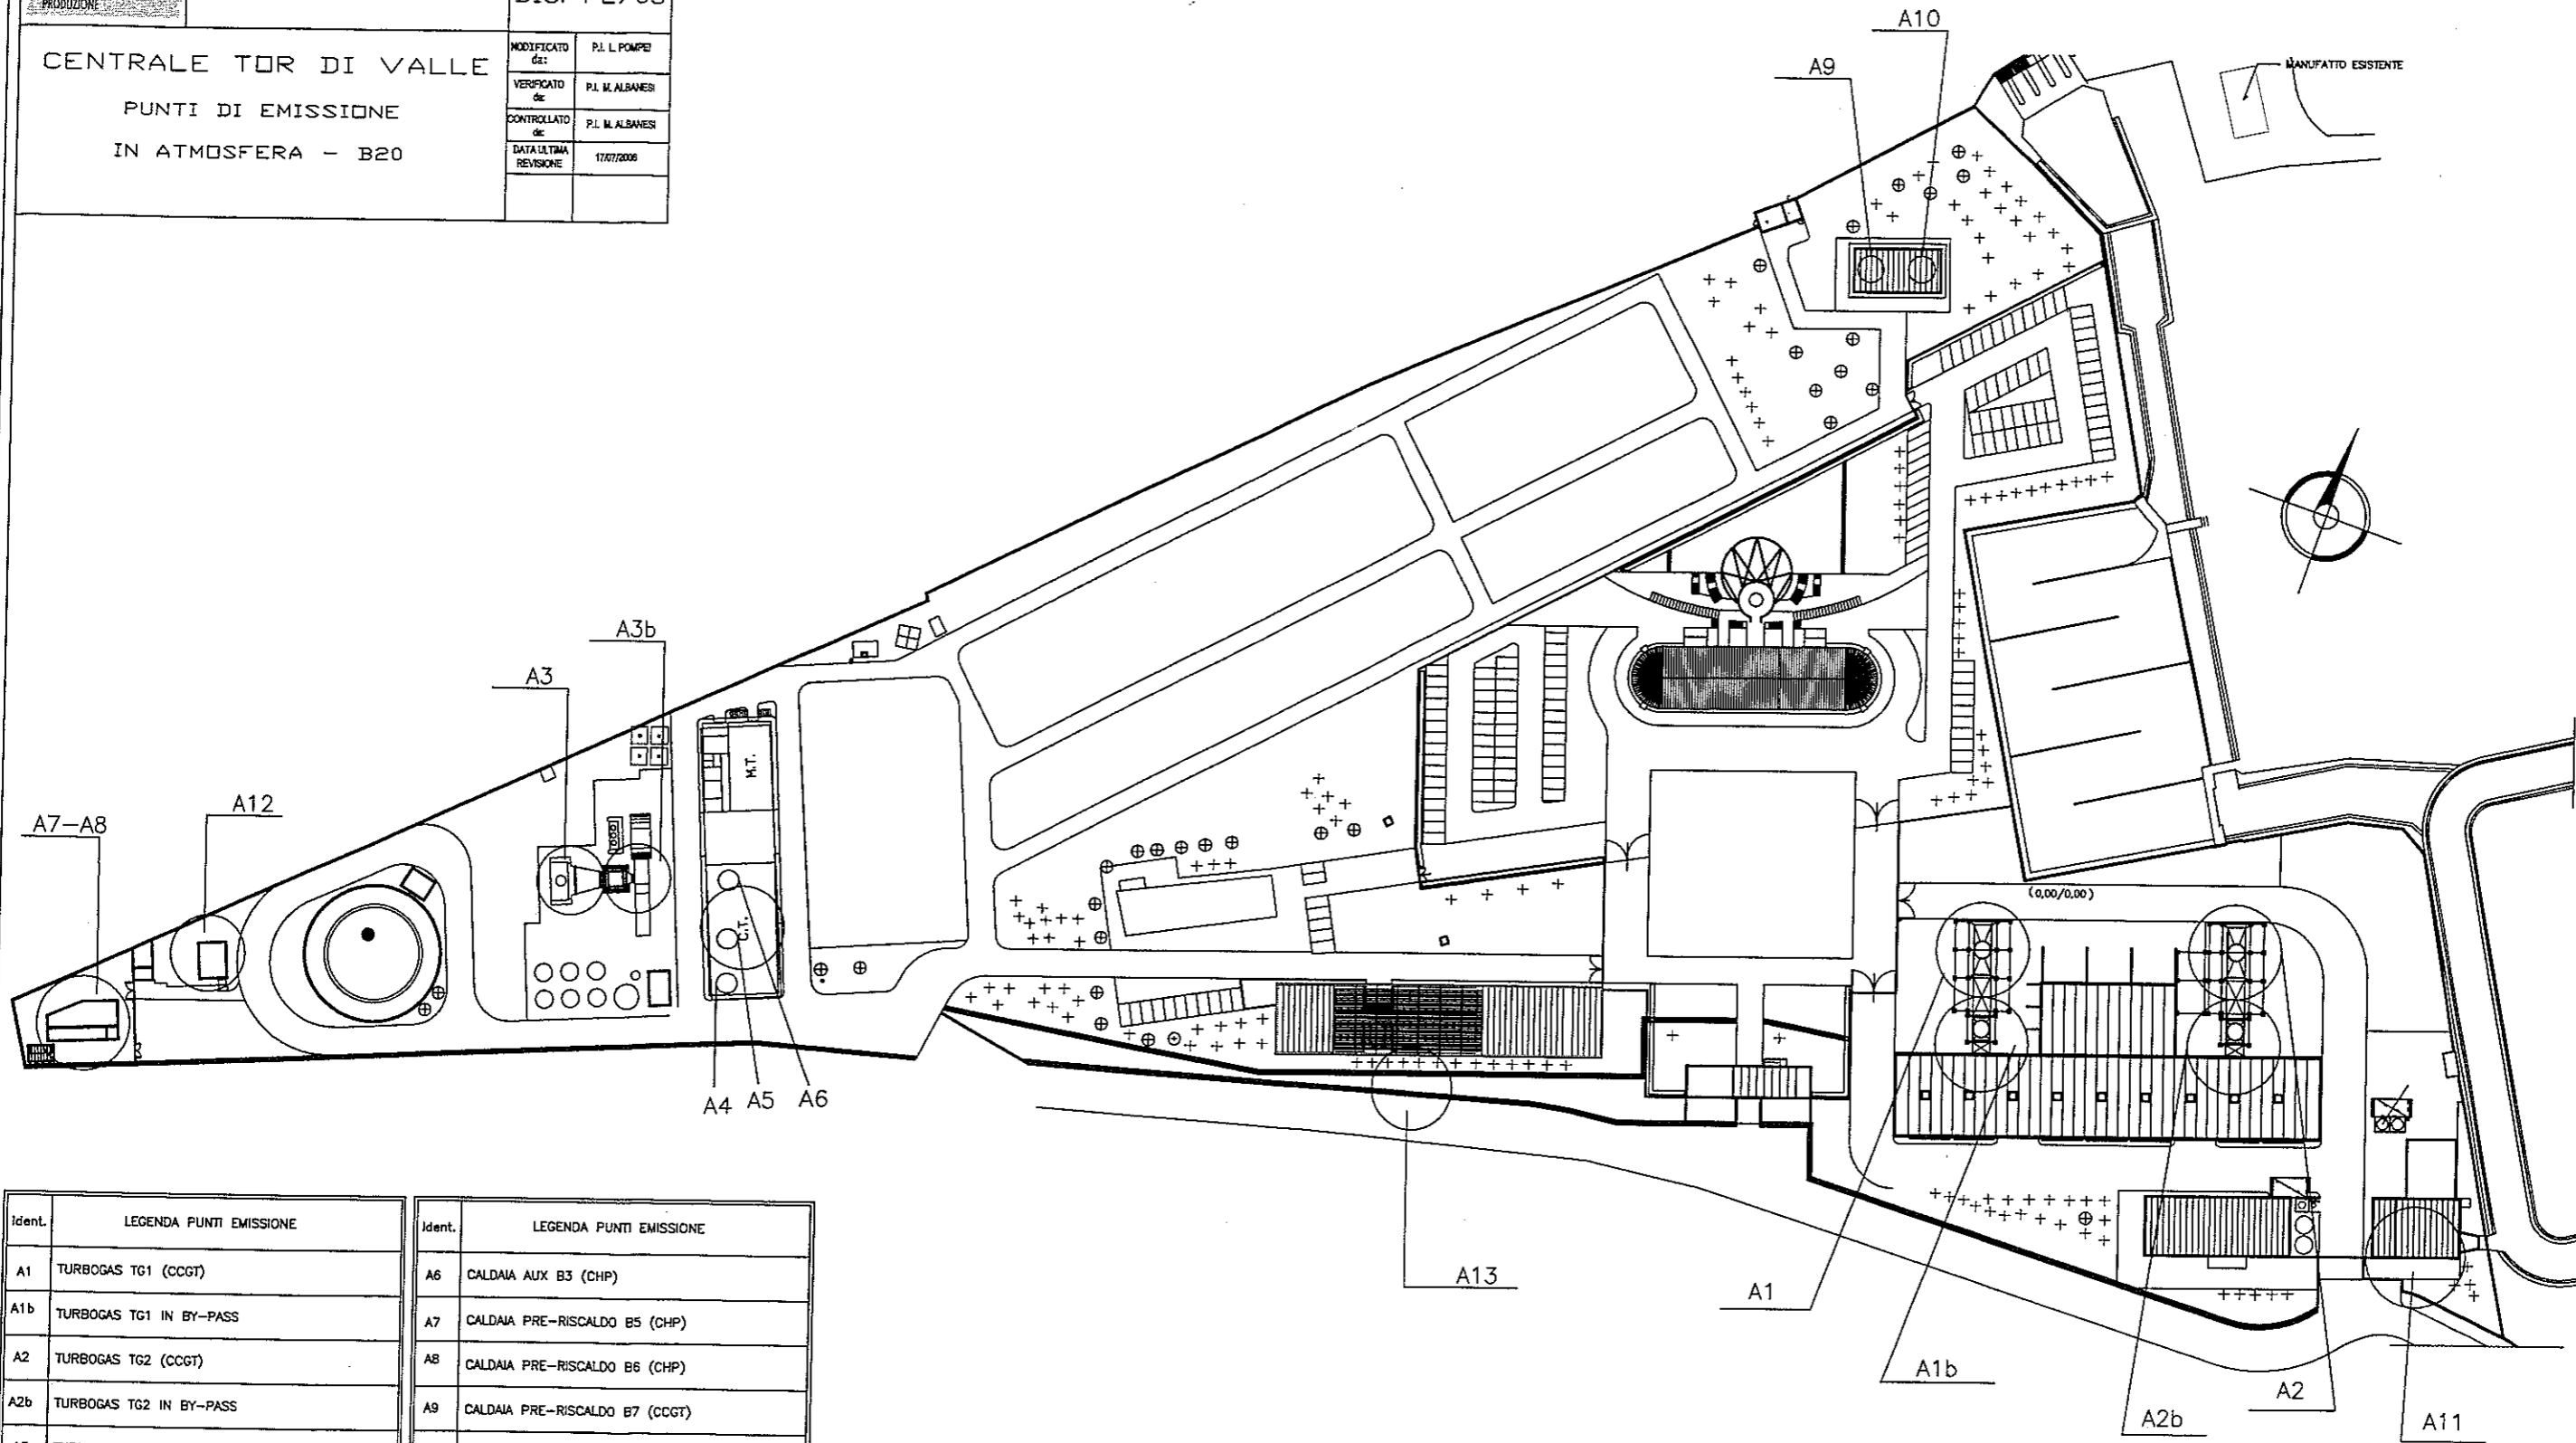 PRODUZIONE
CENTRALE TOR DI VALLE
PUNTI DI EMISSIONE
IN ATMOSFERA - B20
MODIFICATO da:
P.I. L. POMPEI
VERIFICATO da:
P.I. M. ALBANESI
CONTROLLATO da:
P.I. M. ALBANESI
DATA ULTIMA REVISIONE
17/07/2006
A10
A9
MANUFATTO ESISTENTE
A3b
A3
A12
A7-A8
M.T.
C.T.
(0,00/0,00)
A4
A5
A6
A13
A1
A1b
A2
A2b
A11
Ident.
LEGENDA PUNTI EMISSIONE
A1
TURBOGAS TG1 (CCGT)
A1b
TURBOGAS TG1 IN BY-PASS
A2
TURBOGAS TG2 (CCGT)
A2b
TURBOGAS TG2 IN BY-PASS
Ident.
LEGENDA PUNTI EMISSIONE
A6
CALDAIA AUX B3 (CHP)
A7
CALDAIA PRE-RISCALDO B5 (CHP)
A8
CALDAIA PRE-RISCALDO B6 (CHP)
A9
CALDAIA PRE-RISCALDO B7 (CCGT)